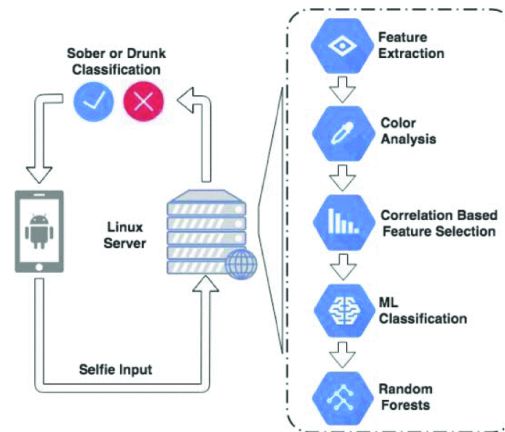 Sober or Drunk
Classification
Linux
Server
Selfie Input
Feature
Extraction
Color
Analysis
Correlation Based
Feature Selection
ML
Classification
Random
Forests